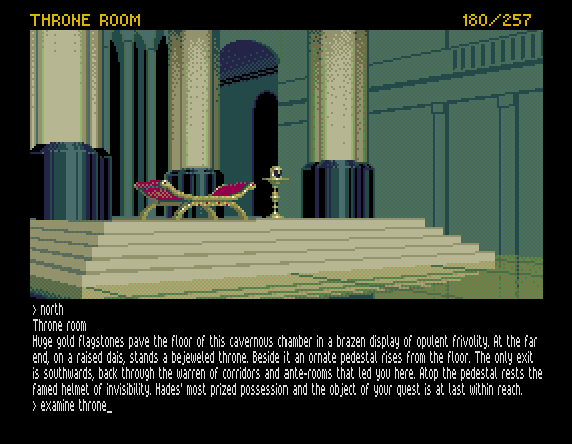 THRONE ROOM 180/257
> north
Throne room
Huge gold flagstones pave the floor of this cavernous chamber in a brazen display of opulent frivolity. At the far
end, on a raised dais, stands a bejeweled throne. Beside it an ornate pedestal rises from the floor. The only exit
is southwards, back through the warren of corridors and ante-rooms that led you here. Atop the pedestal rests the
famed helmet of invisibility. Hades' most prized possession and the object of your quest is at last within reach.
> examine throne_